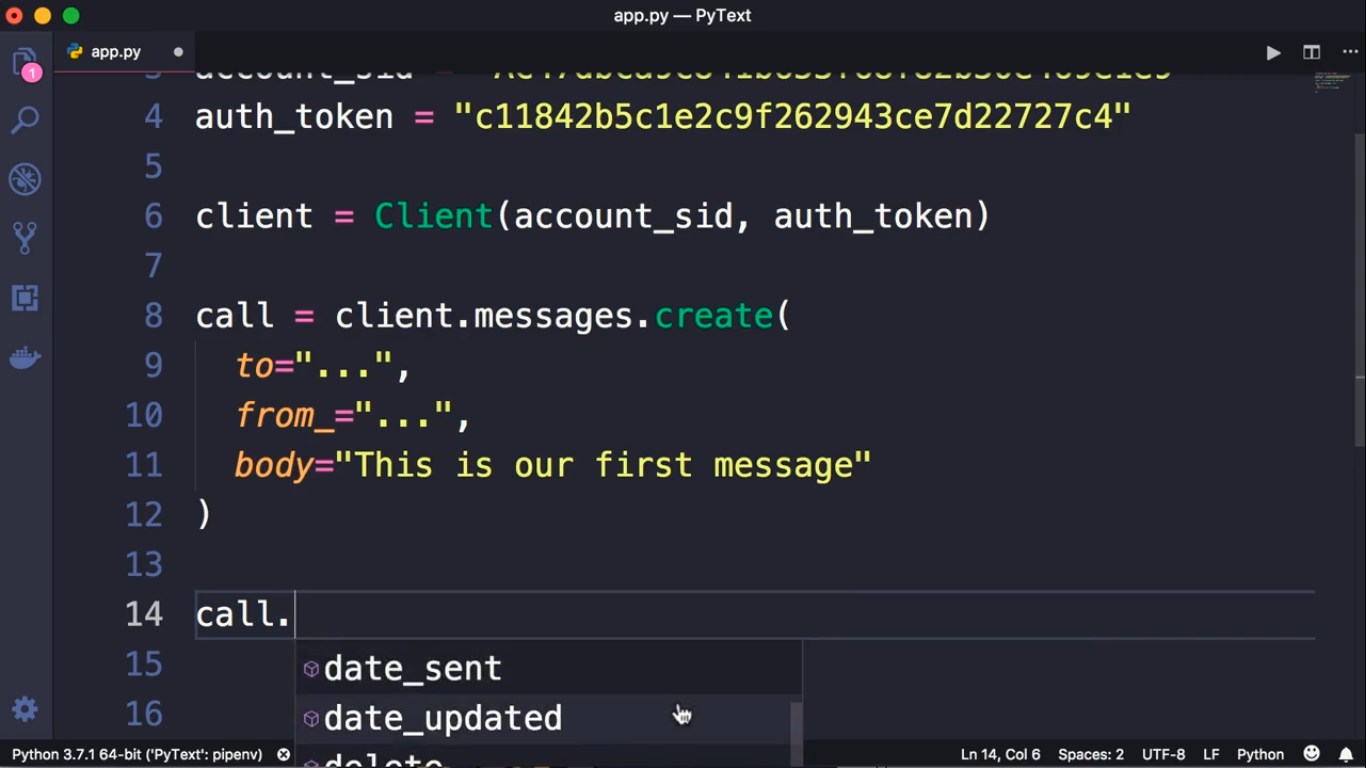 app.py — PyText
1
app.py
4 auth_token = "c11842b5c1e2c9f262943ce7d22727c4"
5
6 client = Client(account_sid, auth_token)
7
8 call = client.messages.create(
9 to="...",
10 from_="...",
11 body="This is our first message"
12 )
13
14 call.
15 date_sent
16 date_updated
delete
Python 3.7.1 64-bit ('PyText': pipenv) Ln 14, Col 6 Spaces: 2 UTF-8 LF Python